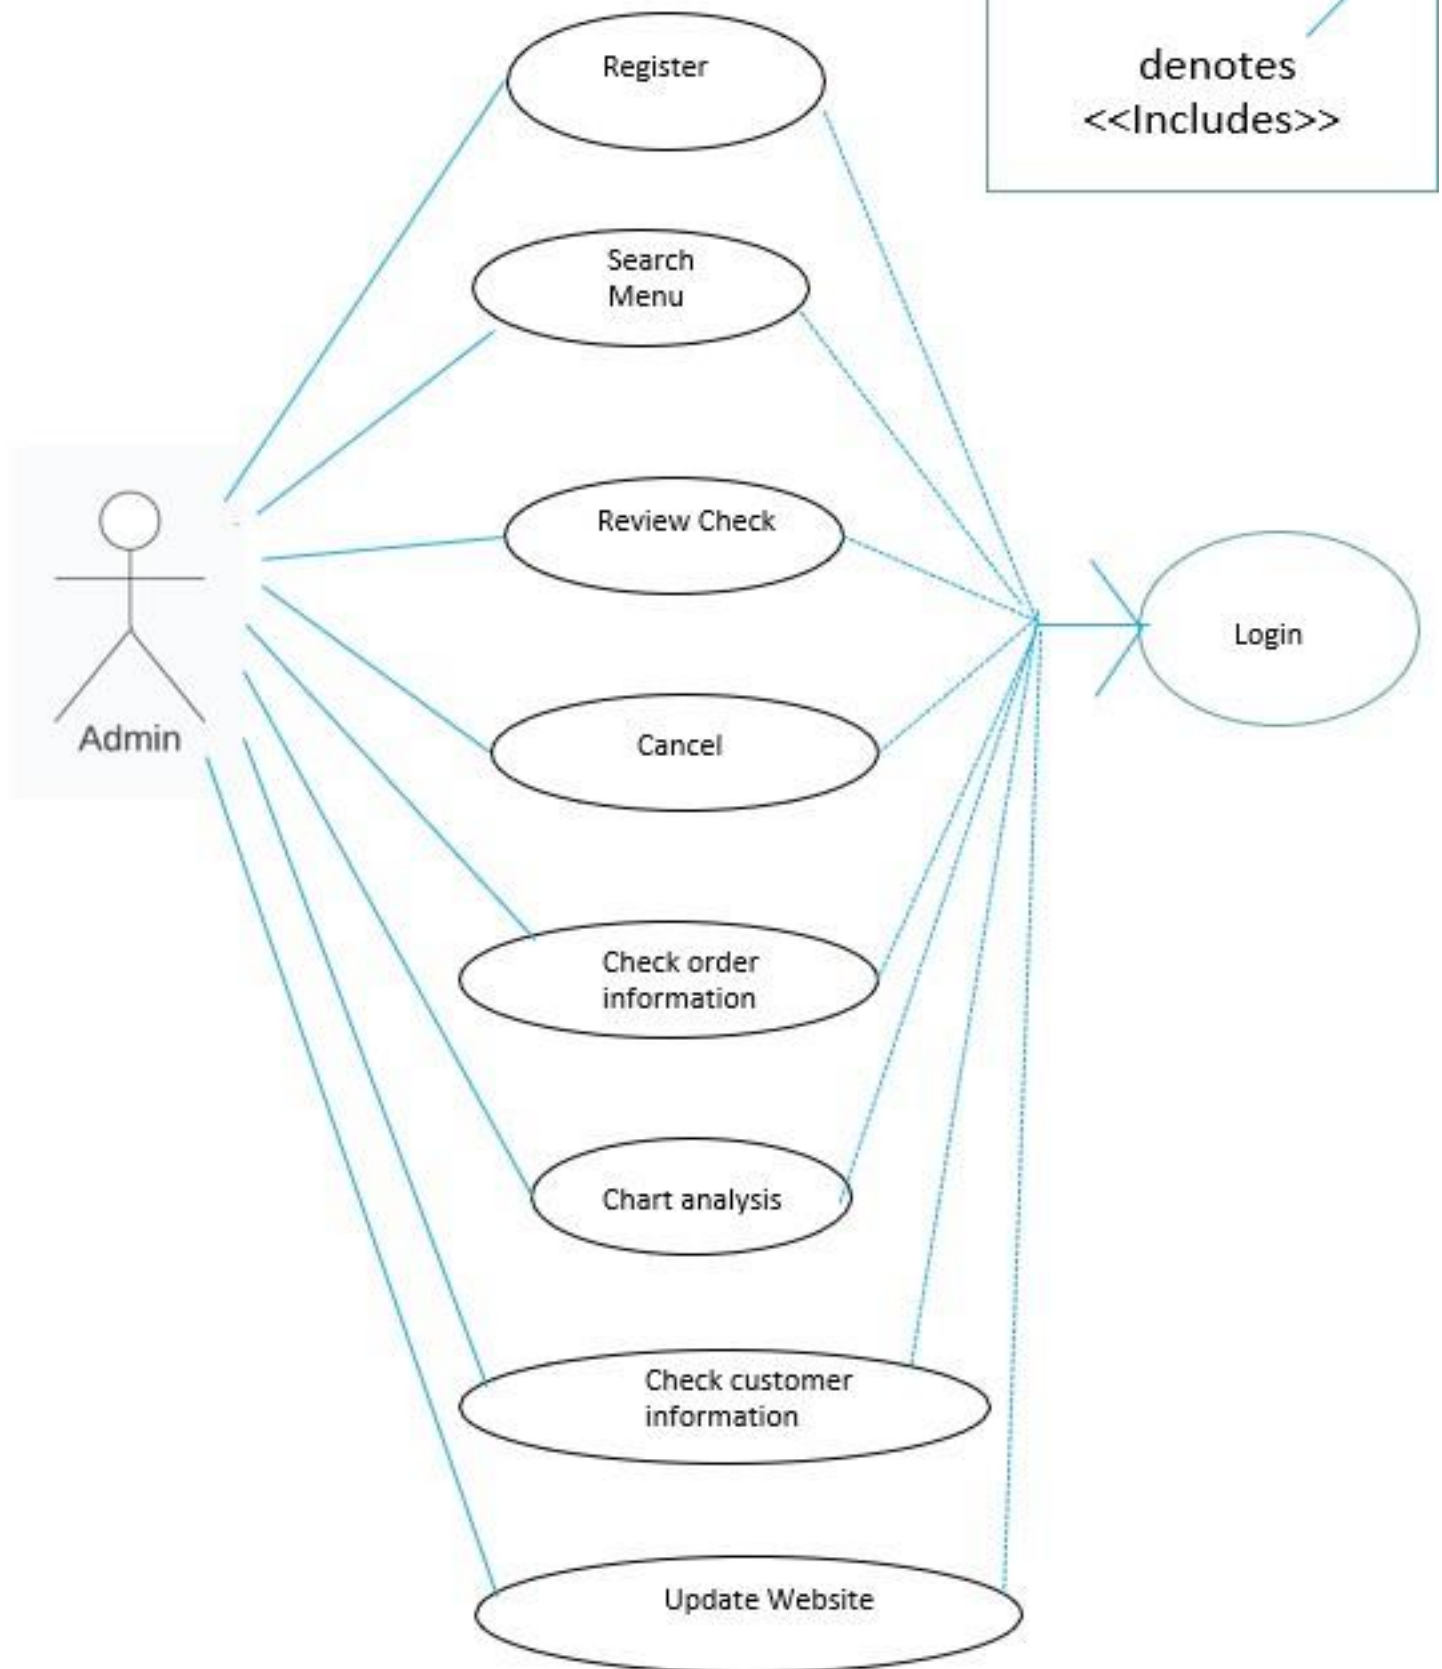 Register
denotes
<<Includes>>
Search
Menu
Review Check
Login
Admin
Cancel
Check order
information
Chart analysis
Check customer
information
Update Website